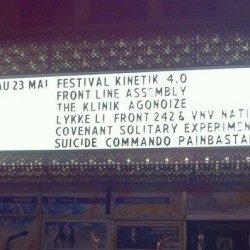 AU 23 MAI FESTIVAL KINETIK 4.0
FRONT LINE ASSEMBLY
THE KLINIK AGONOIZE
LYKKE LI FRONT 242 & VNV NATI
COVENANT SOLITARY EXPERIMEN
SUICIDE COMMANDO PAINBASTA